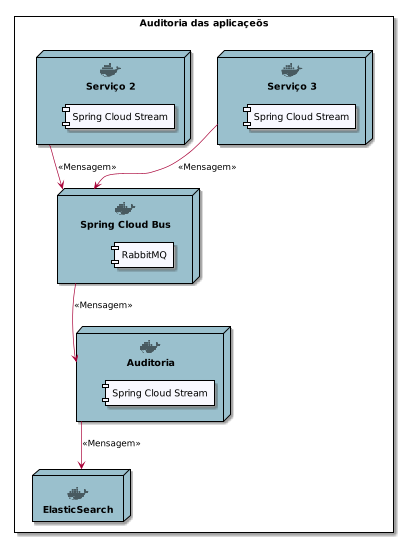 Auditoria das aplicaçeõs
Serviço 2
Spring Cloud Stream
Serviço 3
Spring Cloud Stream
«Mensagem»
«Mensagem»
Spring Cloud Bus
RabbitMQ
«Mensagem»
Auditoria
Spring Cloud Stream
«Mensagem»
ElasticSearch